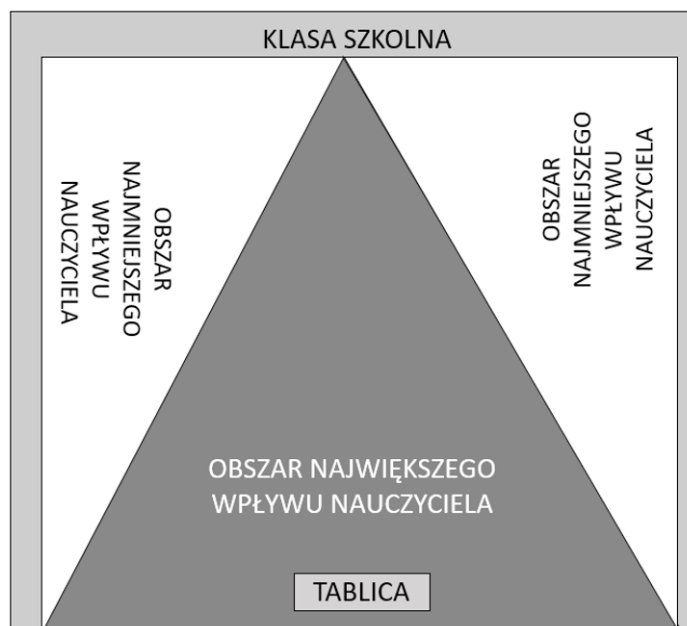 KLASA SZKOLNA
OBSZAR
NAJMNIEJSZEGO
WPŁYWU
NAUCZYCIELA
OBSZAR
NAJMNIEJSZEGO
WPŁYWU
NAUCZYCIELA
OBSZAR NAJWIĘKSZEGO
WPŁYWU NAUCZYCIELA
TABLICA